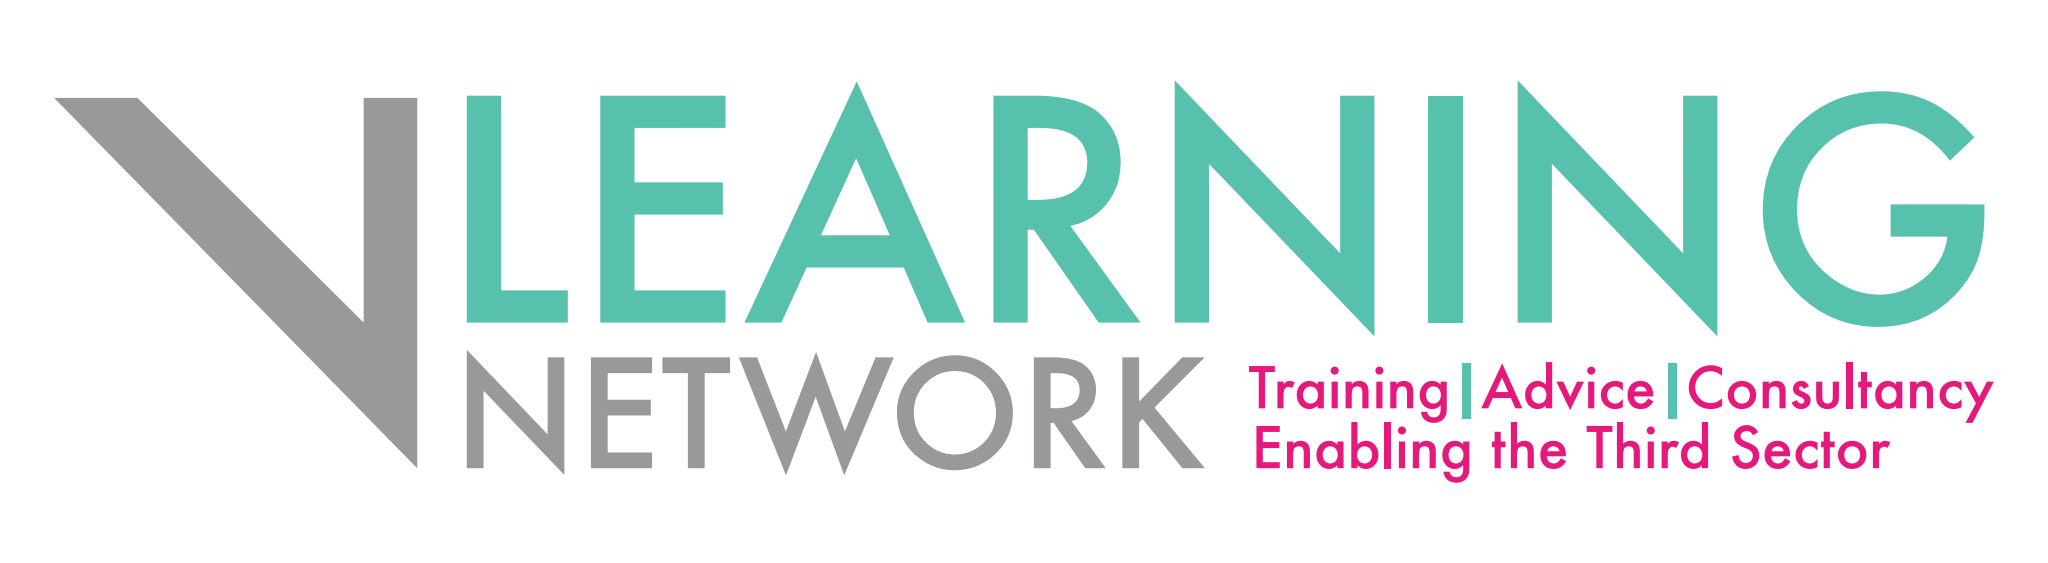 V LEARNING
NETWORK
Training|Advice|Consultancy
Enabling the Third Sector